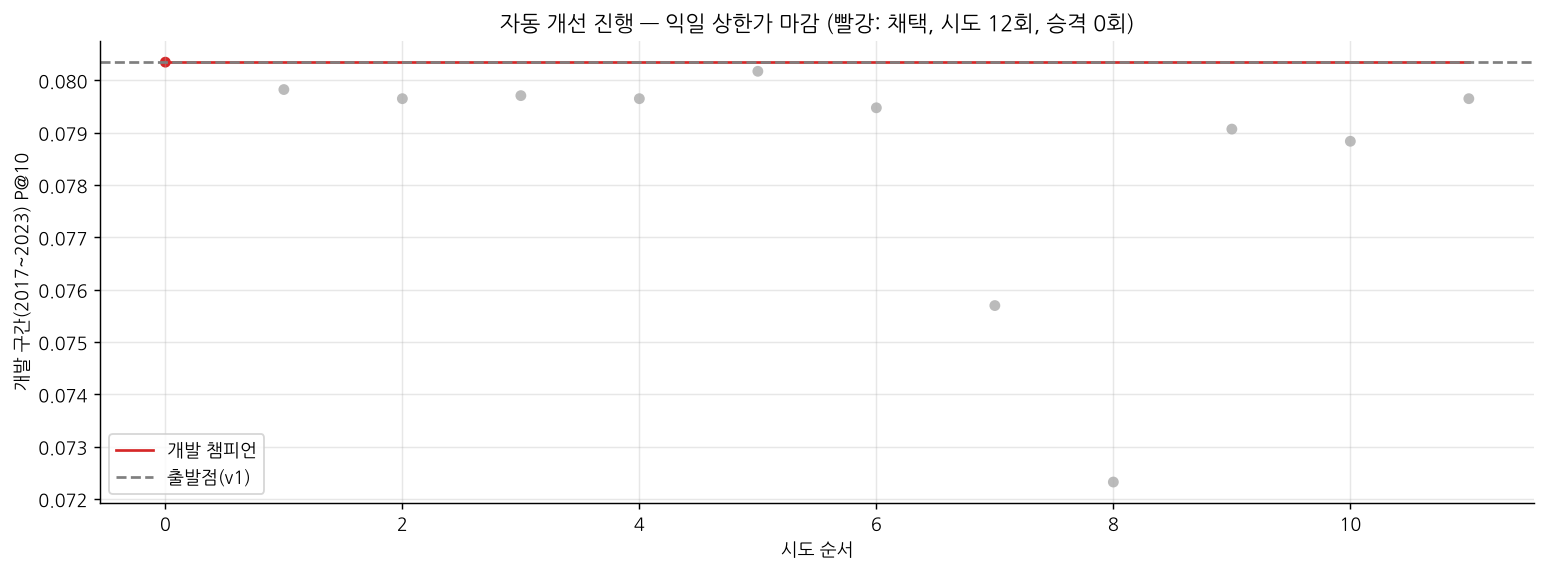 자동 개선 진행 — 익일 상한가 마감 (빨강: 채택, 시도 12회, 승격 0회)
개발 구간(2017~2023) P@10
0.080
0.079
0.078
0.077
0.076
0.075
0.074
0.073
0.072
개발 챔피언
출발점(v1)
0 2 4 6 8 10
시도 순서